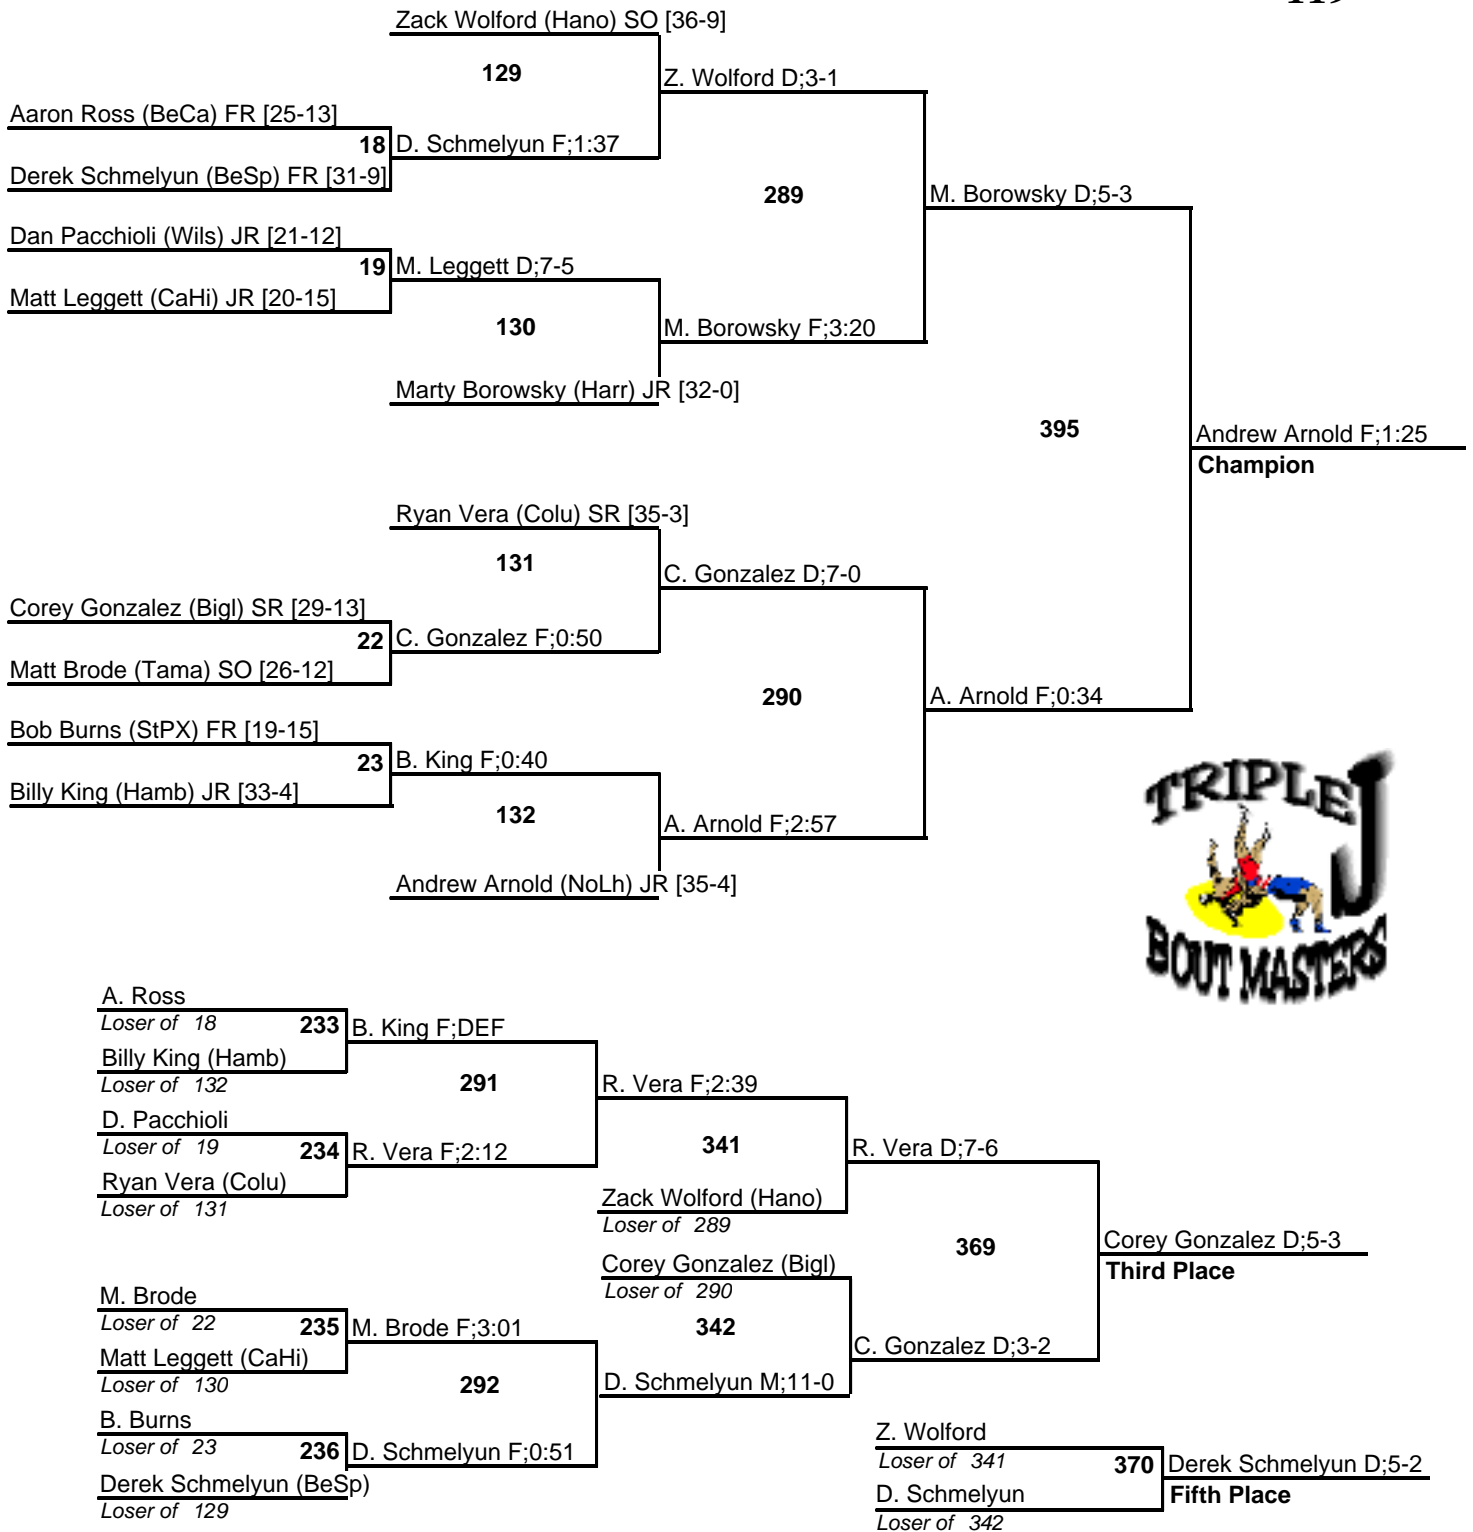 Zack Wolford (Hano) SO [36-9]
129
Z. Wolford D;3-1
Aaron Ross (BeCa) FR [25-13]
18
D. Schmelyun F;1:37
Derek Schmelyun (BeSp) FR [31-9]
289
M. Borowsky D;5-3
Dan Pacchioli (Wils) JR [21-12]
19
M. Leggett D;7-5
Matt Leggett (CaHi) JR [20-15]
130
M. Borowsky F;3:20
Marty Borowsky (Harr) JR [32-0]
395
Andrew Arnold F;1:25
Champion
Ryan Vera (Colu) SR [35-3]
131
C. Gonzalez D;7-0
Corey Gonzalez (Bigl) SR [29-13]
22
C. Gonzalez F;0:50
Matt Brode (Tama) SO [26-12]
290
A. Arnold F;0:34
Bob Burns (StPX) FR [19-15]
23
B. King F;0:40
Billy King (Hamb) JR [33-4]
132
A. Arnold F;2:57
Andrew Arnold (NoLh) JR [35-4]
TRIPLE J
BOUT MASTERS
A. Ross
Loser of 18
233
B. King F;DEF
Billy King (Hamb)
Loser of 132
291
R. Vera F;2:39
D. Pacchioli
Loser of 19
234
R. Vera F;2:12
Ryan Vera (Colu)
Loser of 131
341
R. Vera D;7-6
Zack Wolford (Hano)
Loser of 289
369
Corey Gonzalez D;5-3
Third Place
Corey Gonzalez (Bigl)
Loser of 290
M. Brode
Loser of 22
235
M. Brode F;3:01
342
C. Gonzalez D;3-2
Matt Leggett (CaHi)
Loser of 130
292
D. Schmelyun M;11-0
B. Burns
Loser of 23
236
D. Schmelyun F;0:51
Derek Schmelyun (BeSp)
Loser of 129
Z. Wolford
Loser of 341
370
Derek Schmelyun D;5-2
Fifth Place
D. Schmelyun
Loser of 342